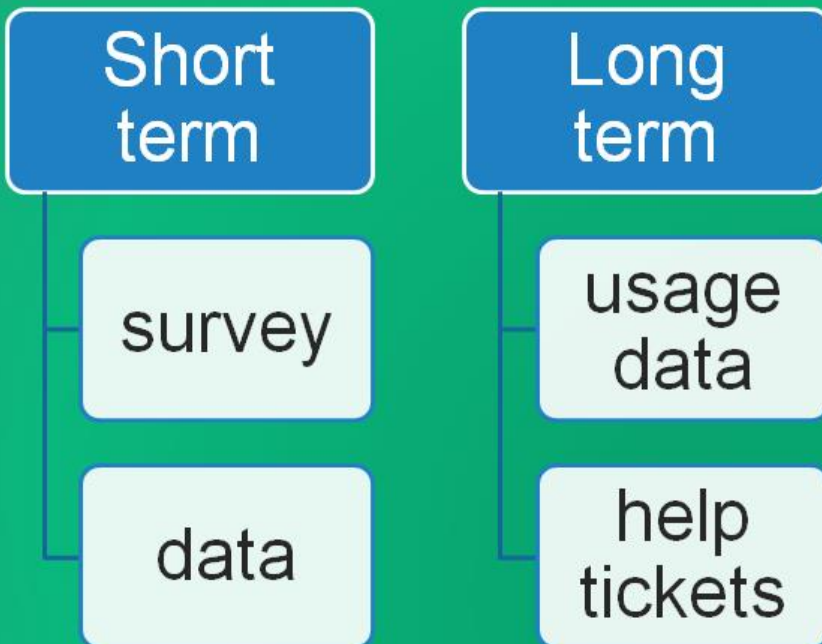 Short
term
survey
data
Long
term
usage
data
help
tickets